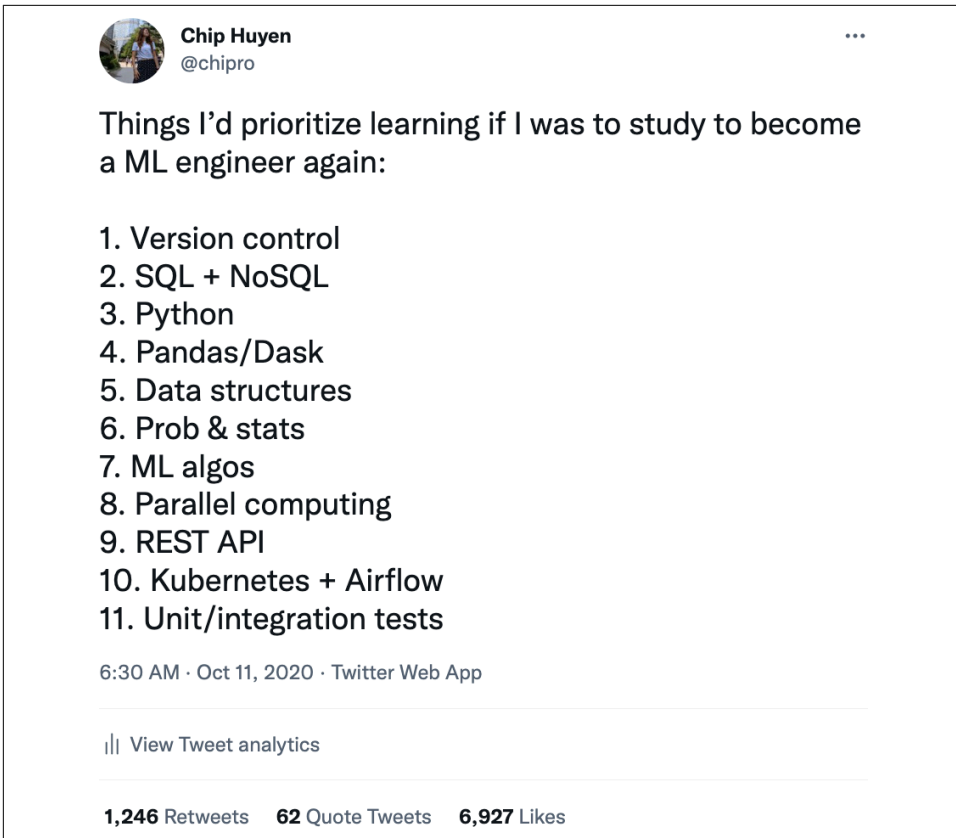 Chip Huyen
@chipro
Things I’d prioritize learning if I was to study to become
a ML engineer again:
1. Version control
2. SQL + NoSQL
3. Python
4. Pandas/Dask
5. Data structures
6. Prob & stats
7. ML algos
8. Parallel computing
9. REST API
10. Kubernetes + Airflow
11. Unit/integration tests
6:30 AM · Oct 11, 2020 · Twitter Web App
View Tweet analytics
1,246 Retweets 62 Quote Tweets 6,927 Likes